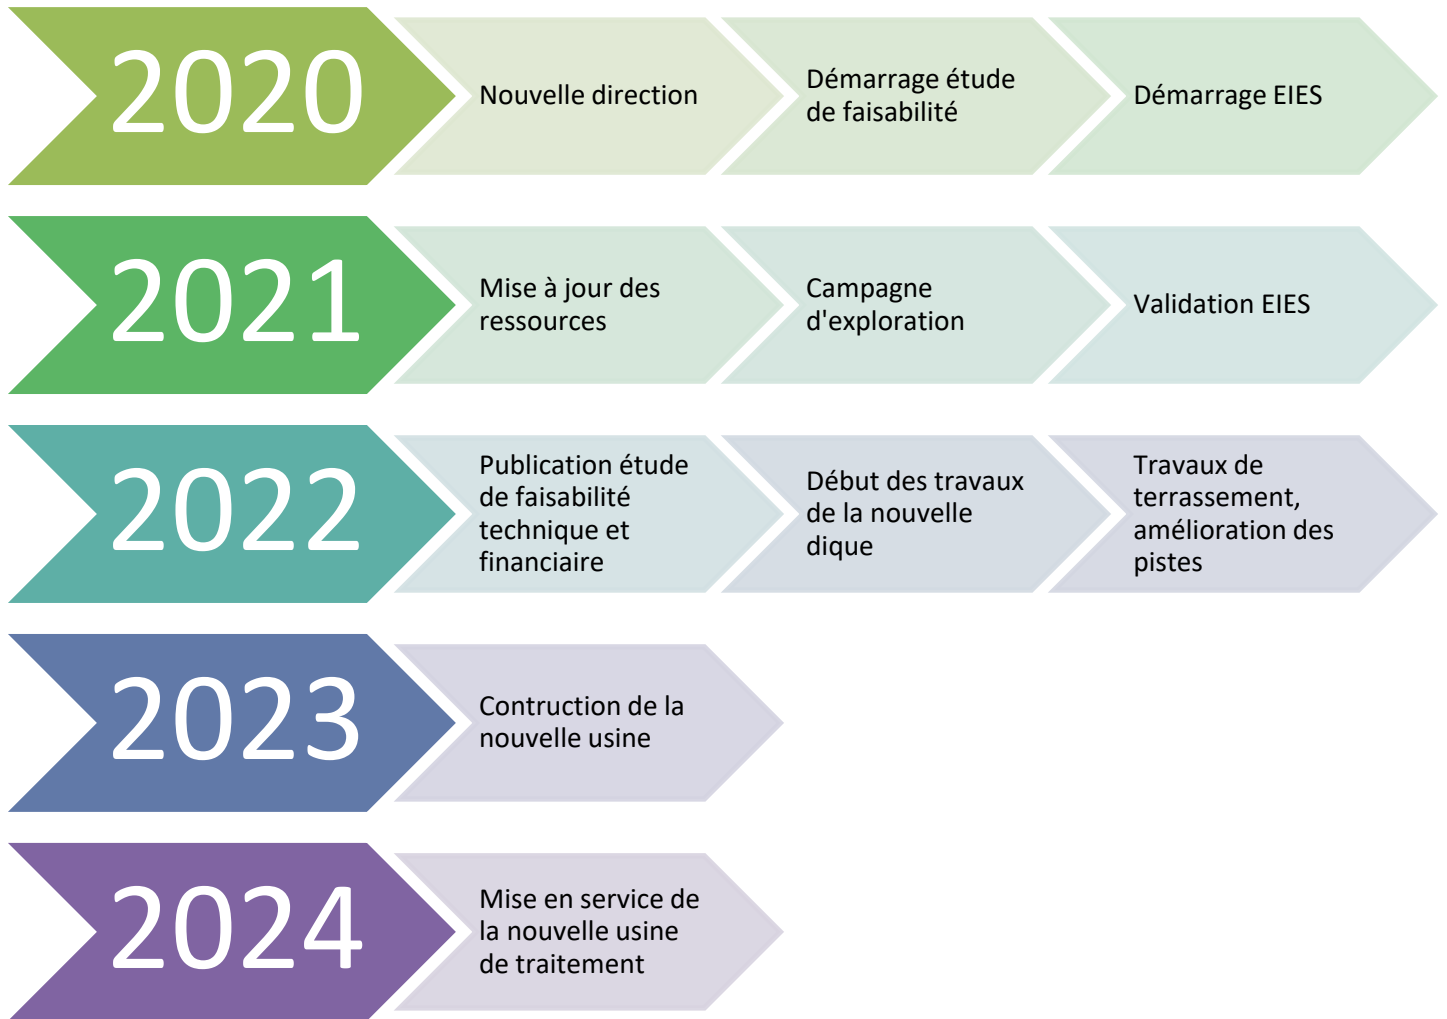 2020
Nouvelle direction
Démarrage étude
de faisabilité
Démarrage EIES
2021
Mise à jour des
ressources
Campagne
d'exploration
Validation EIES
2022
Publication étude
de faisabilité
technique et
financiaire
Début des travaux
de la nouvelle
dique
Travaux de
terrassement,
amélioration des
pistes
2023
Contruction de la
nouvelle usine
2024
Mise en service de
la nouvelle usine
de traitement